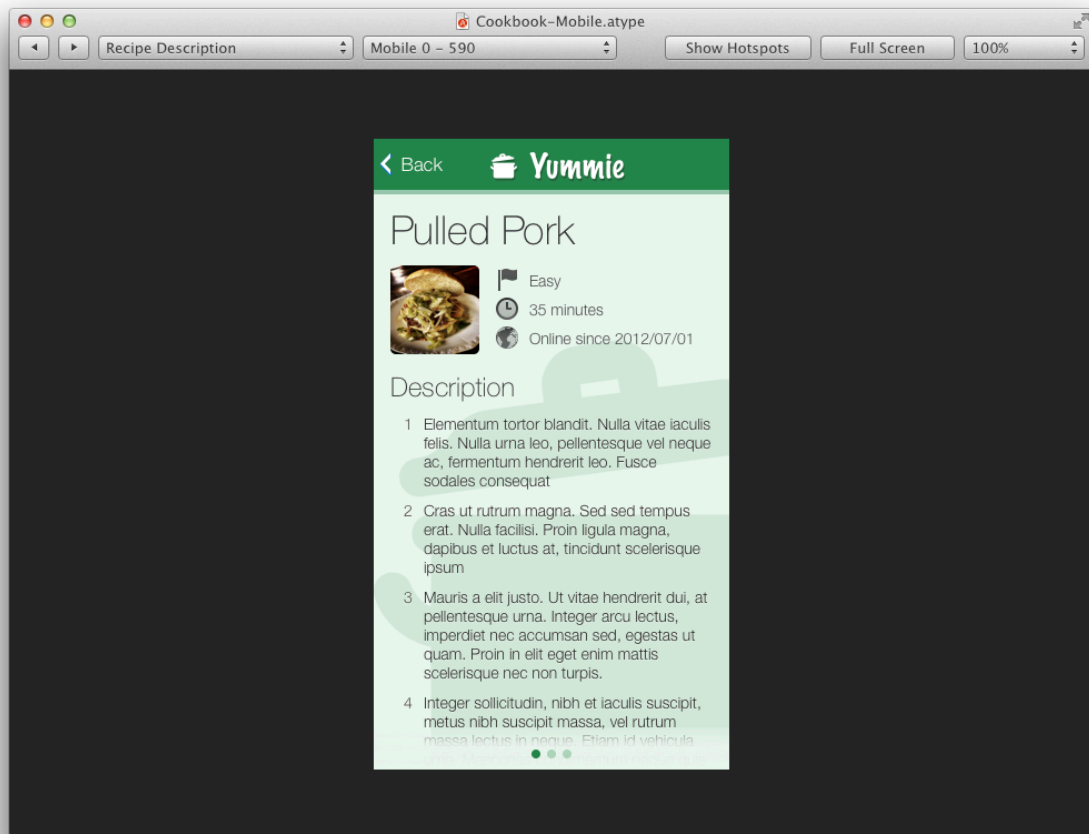 Cookbook-Mobile.atype
Recipe Description
Mobile 0 – 590
Show Hotspots
Full Screen
100%
Back
Yummie
Pulled Pork
Easy
35 minutes
Online since 2012/07/01
Description
1 Elementum tortor blandit. Nulla vitae iaculis
felis. Nulla urna leo, pellentesque vel neque
ac, fermentum hendrerit leo. Fusce
sodales consequat
2 Cras ut rutrum magna. Sed sed tempus
erat. Nulla facilisi. Proin ligula magna,
dapibus et luctus at, tincidunt scelerisque
ipsum
3 Mauris a elit justo. Ut vitae hendrerit dui, at
pellentesque urna. Integer arcu lectus,
imperdiet nec accumsan sed, egestas ut
quam. Proin in elit eget enim mattis
scelerisque nec non turpis.
4 Integer sollicitudin, nibh et iaculis suscipit,
metus nibh suscipit massa, vel rutrum
massa lectus in neque. Etiam id vehicula